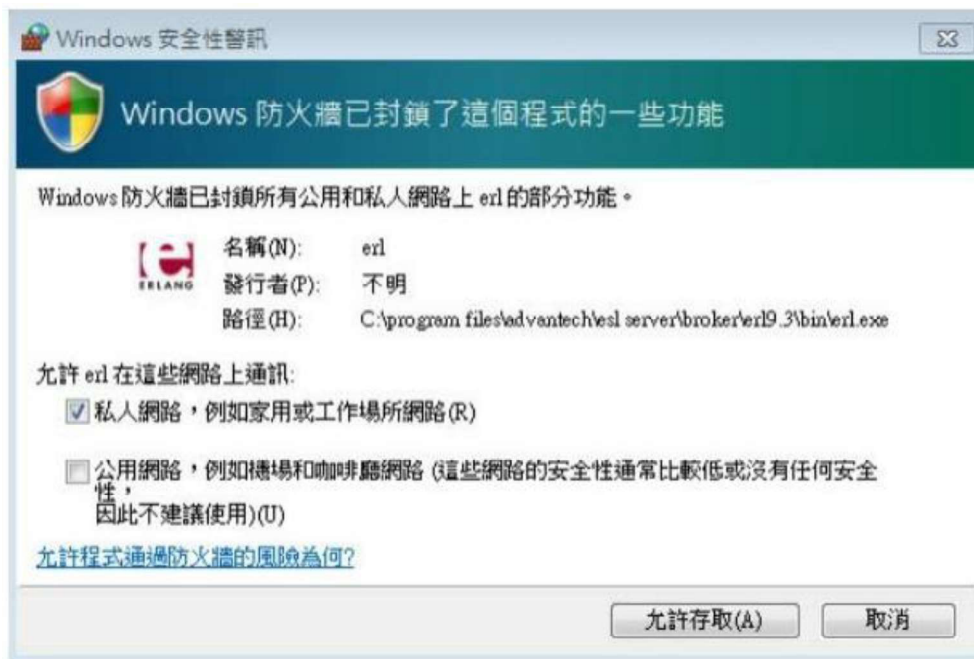 Windows 安全性警訊
Windows 防火牆已封鎖了這個程式的一些功能
Windows 防火牆已封鎖所有公用和私人網路上 erl 的部分功能。
e
ERLANG
名稱(N): erl
發行者(P): 不明
路徑(H): C:\program files\advantech\esl server\broker\erl9.3\bin\erl.exe
允許 erl 在這些網路上通訊:
私人網路，例如家用或工作場所網路(R)
公用網路，例如機場和咖啡廳網路 (這些網路的安全性通常比較低或沒有任何安全
性，
因此不建議使用)(U)
允許程式通過防火牆的風險為何?
允許存取(A) 取消